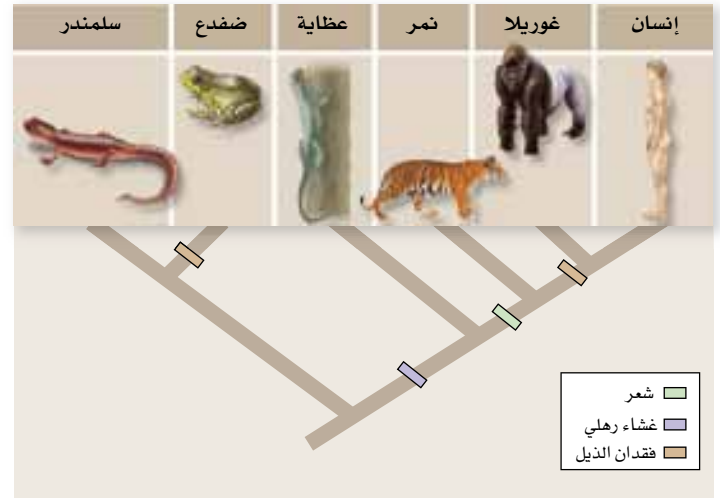 إنسان غوريلا نمر عظاية ضفدع سلمندر
شعر
غشاء رهلي
فقدان الذيل